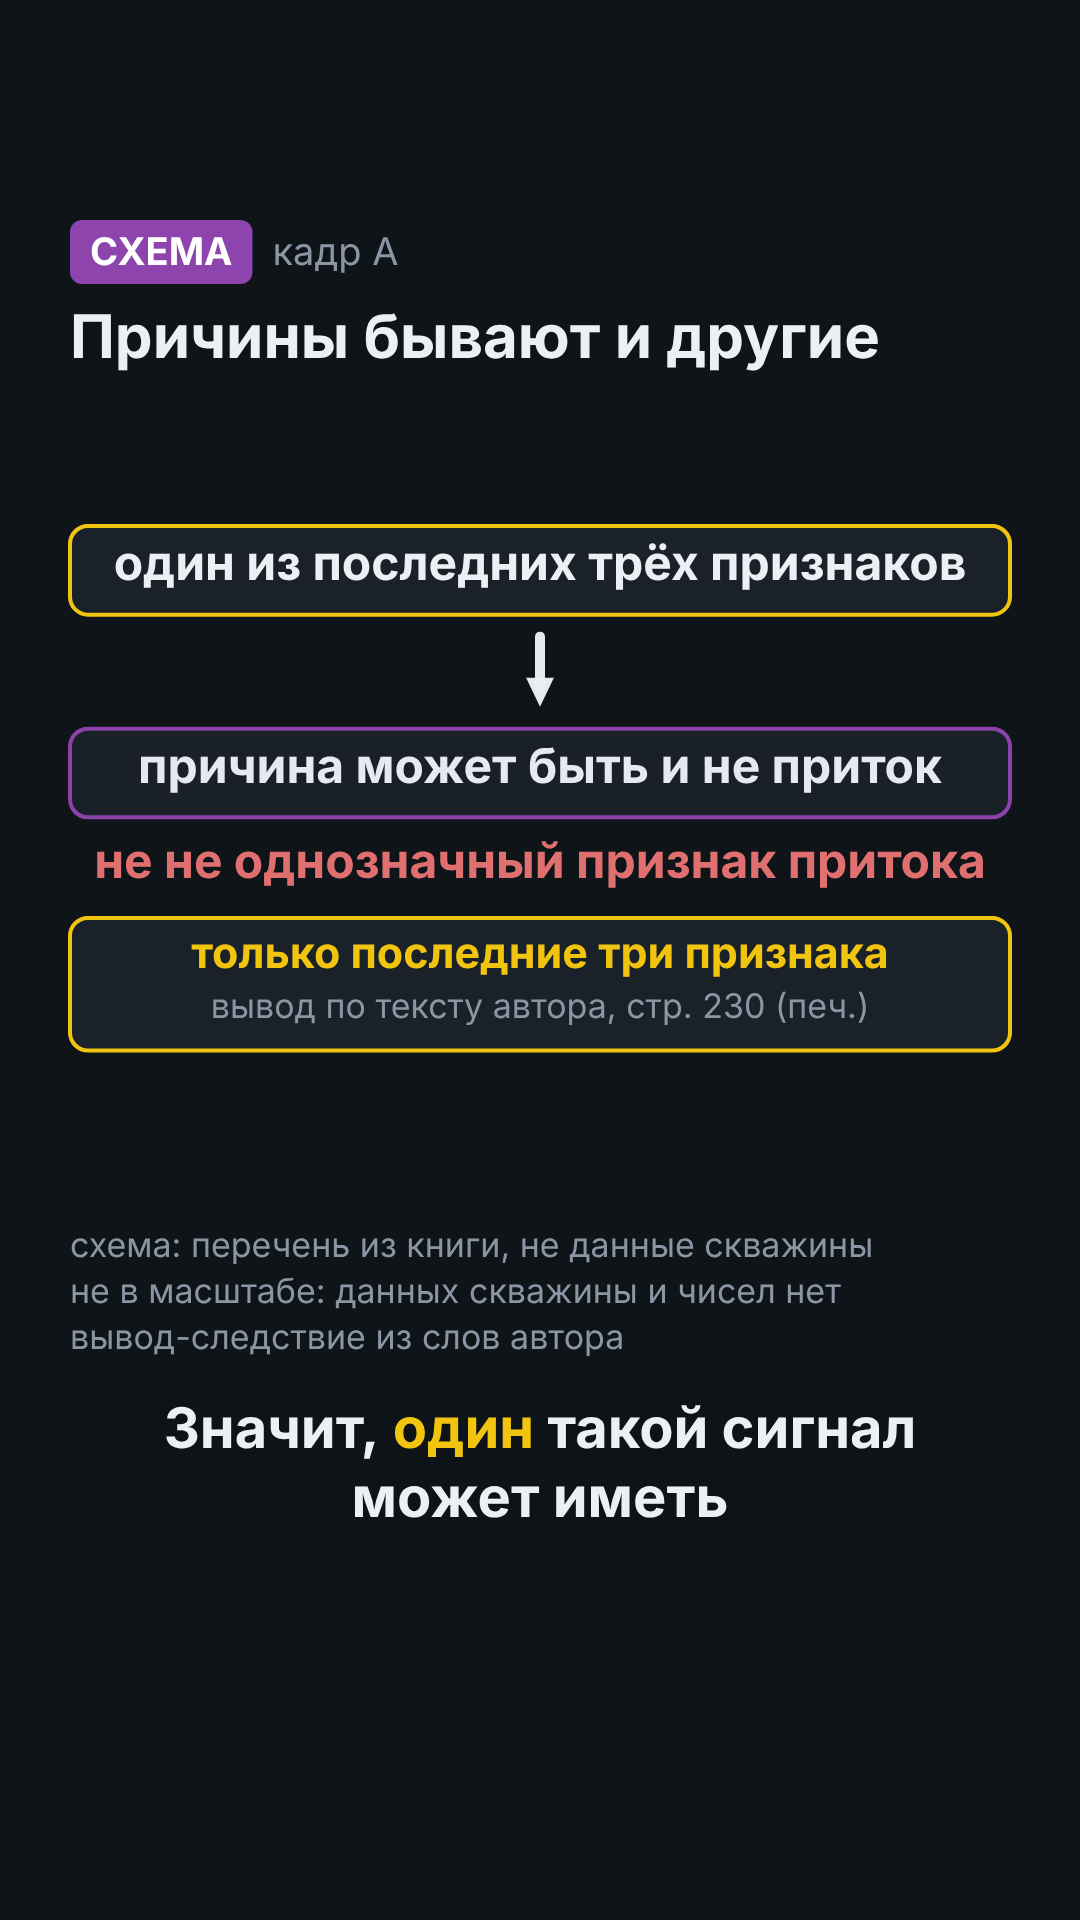 СХЕМА кадр А
Причины бывают и другие
один из последних трёх признаков
причина может быть и не приток
не не однозначный признак притока
только последние три признака
вывод по тексту автора, стр. 230 (печ.)
схема: перечень из книги, не данные скважины
не в масштабе: данных скважины и чисел нет
вывод-следствие из слов автора
Значит, один такой сигнал
может иметь